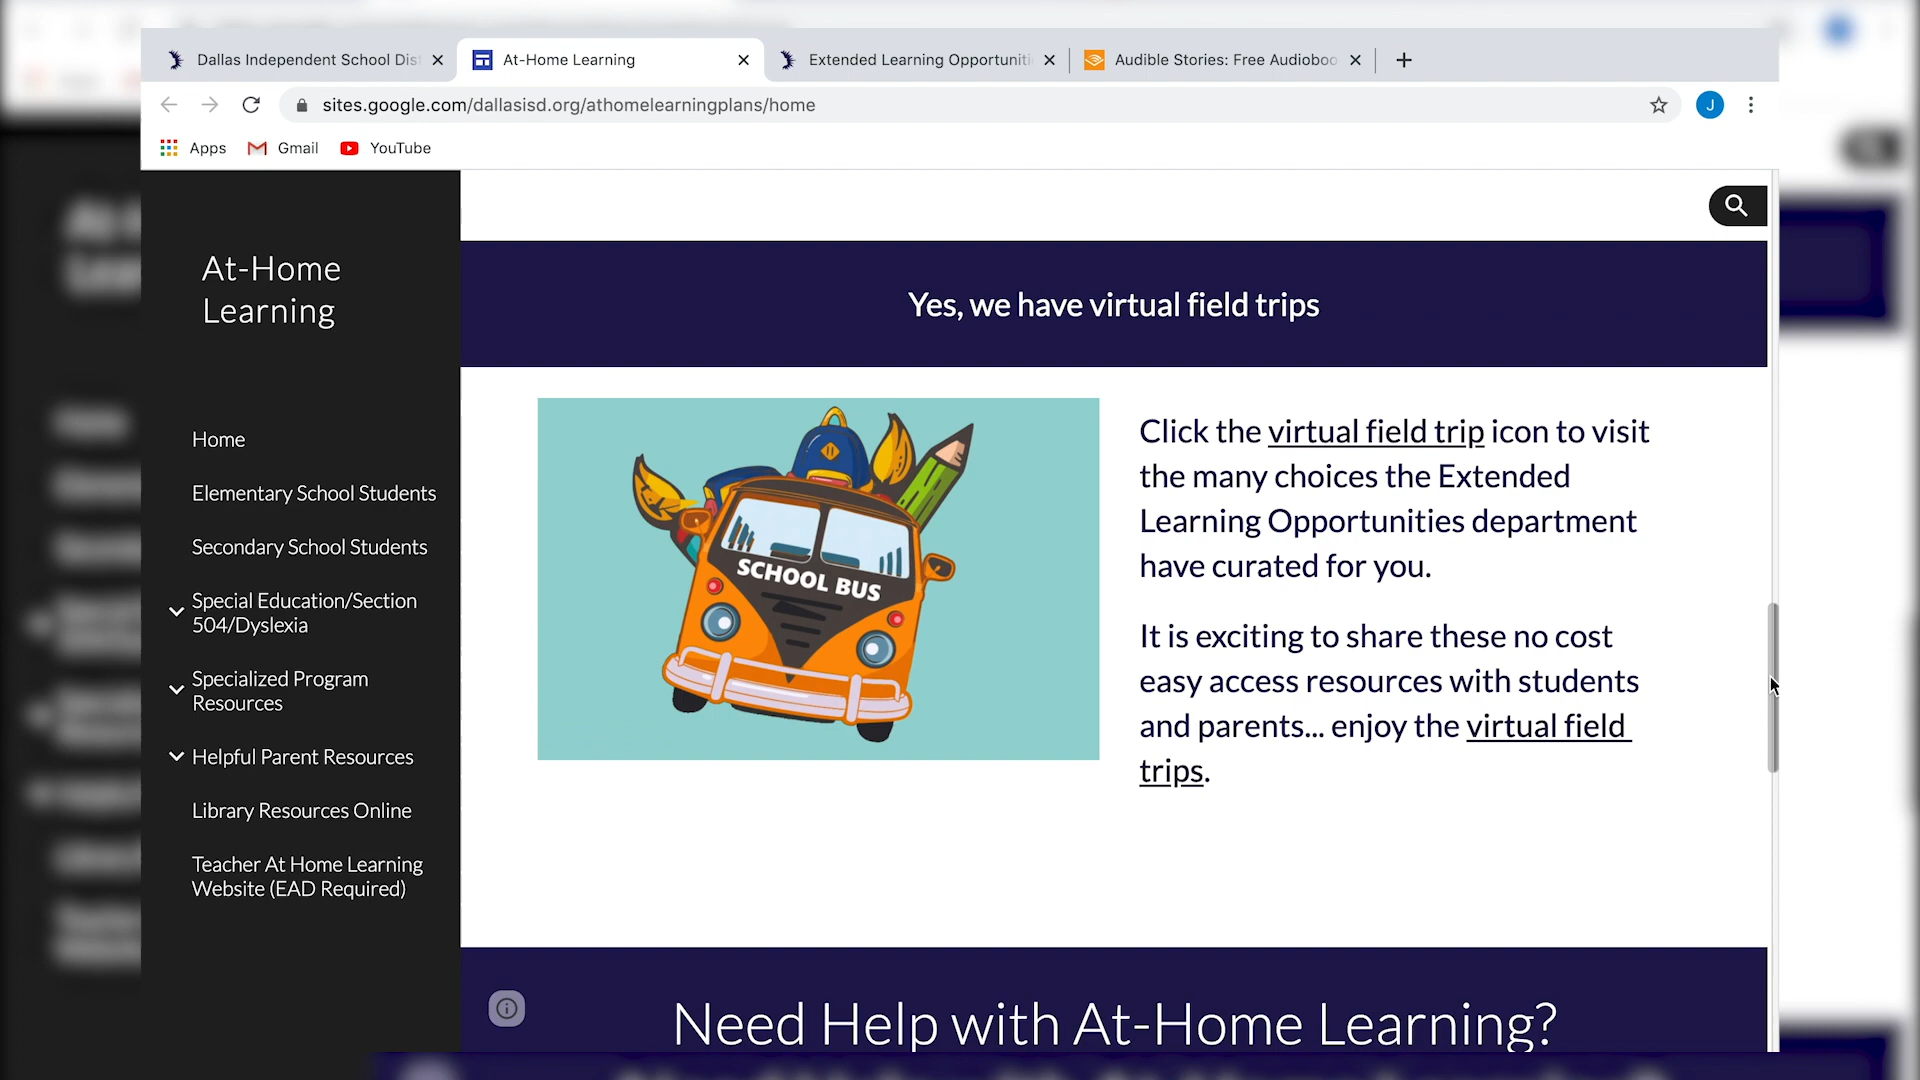 Dallas Independent School Dis
At-Home Learning
Extended Learning Opportuniti
Audible Stories: Free Audioboo
sites.google.com/dallasisd.org/athomelearningplans/home
J
Apps
Gmail
YouTube
At-Home
Learning
Home
Elementary School Students
Secondary School Students
Special Education/Section
504/Dyslexia
Specialized Program
Resources
Helpful Parent Resources
Library Resources Online
Teacher At Home Learning
Website (EAD Required)
Yes, we have virtual field trips
SCHOOL BUS
Click the virtual field trip icon to visit
the many choices the Extended
Learning Opportunities department
have curated for you.
It is exciting to share these no cost
easy access resources with students
and parents... enjoy the virtual field
trips.
Need Help with At-Home Learning?